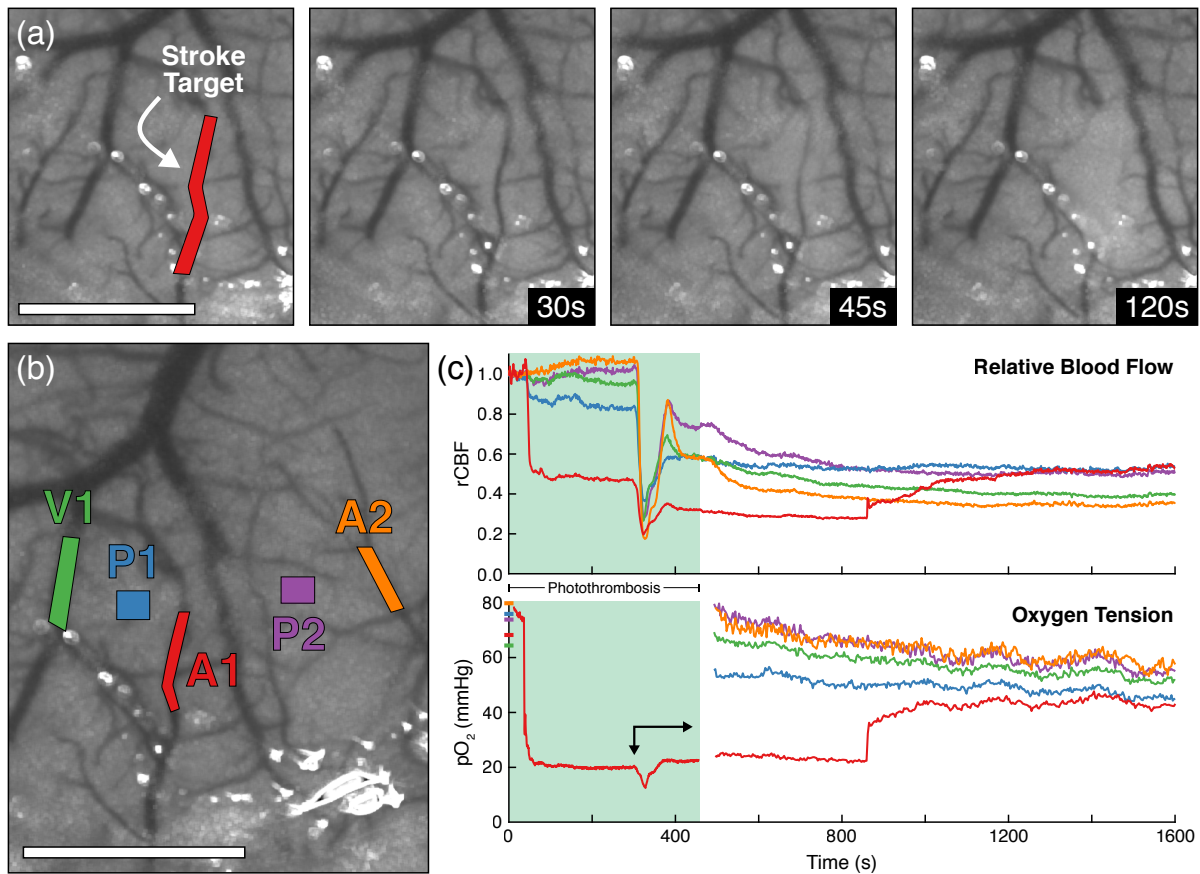 (a)
Stroke
Target
30s
45s
120s
(b)
V1
P1
A1
P2
A2
(c)
Relative Blood Flow
rCBF
1.0
0.8
0.6
0.4
0.2
0.0
Photothrombosis
Oxygen Tension
pO2 (mmHg)
80
60
40
20
0
0
400
800
1200
1600
Time (s)